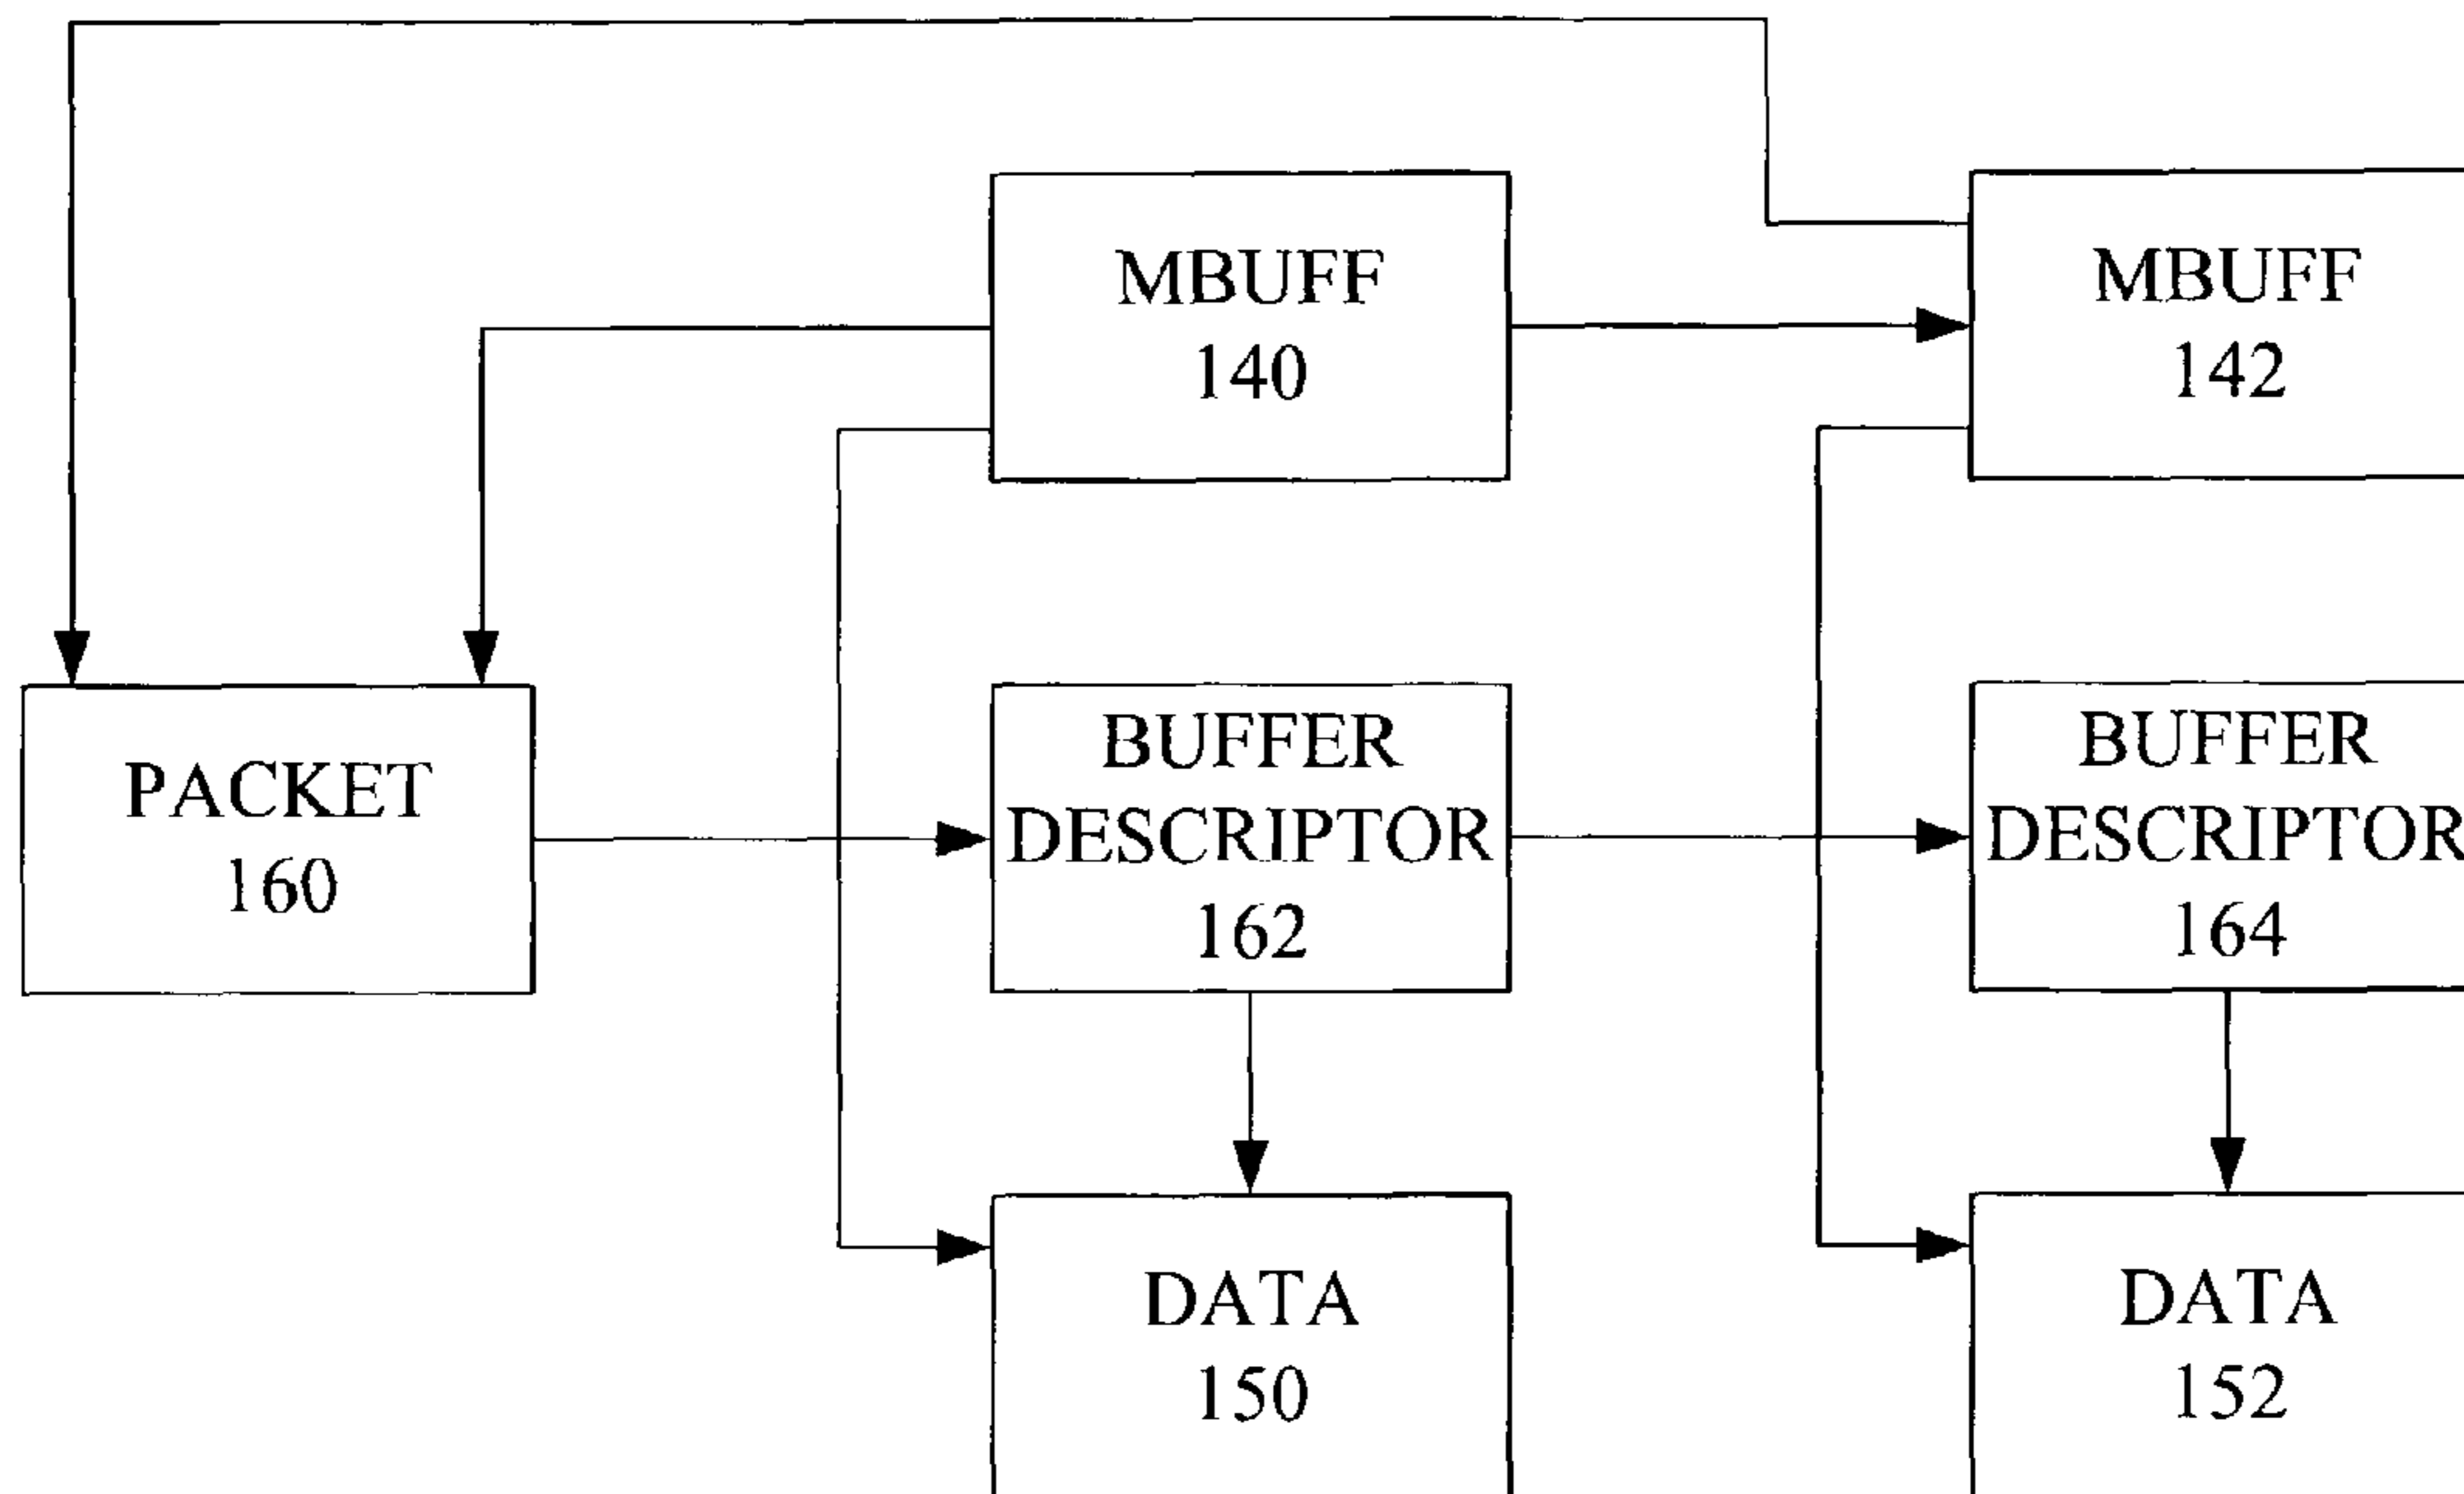 MBUFF
140
MBUFF
142
PACKET
160
BUFFER
DESCRIPTOR
162
BUFFER
DESCRIPTOR
164
DATA
150
DATA
152